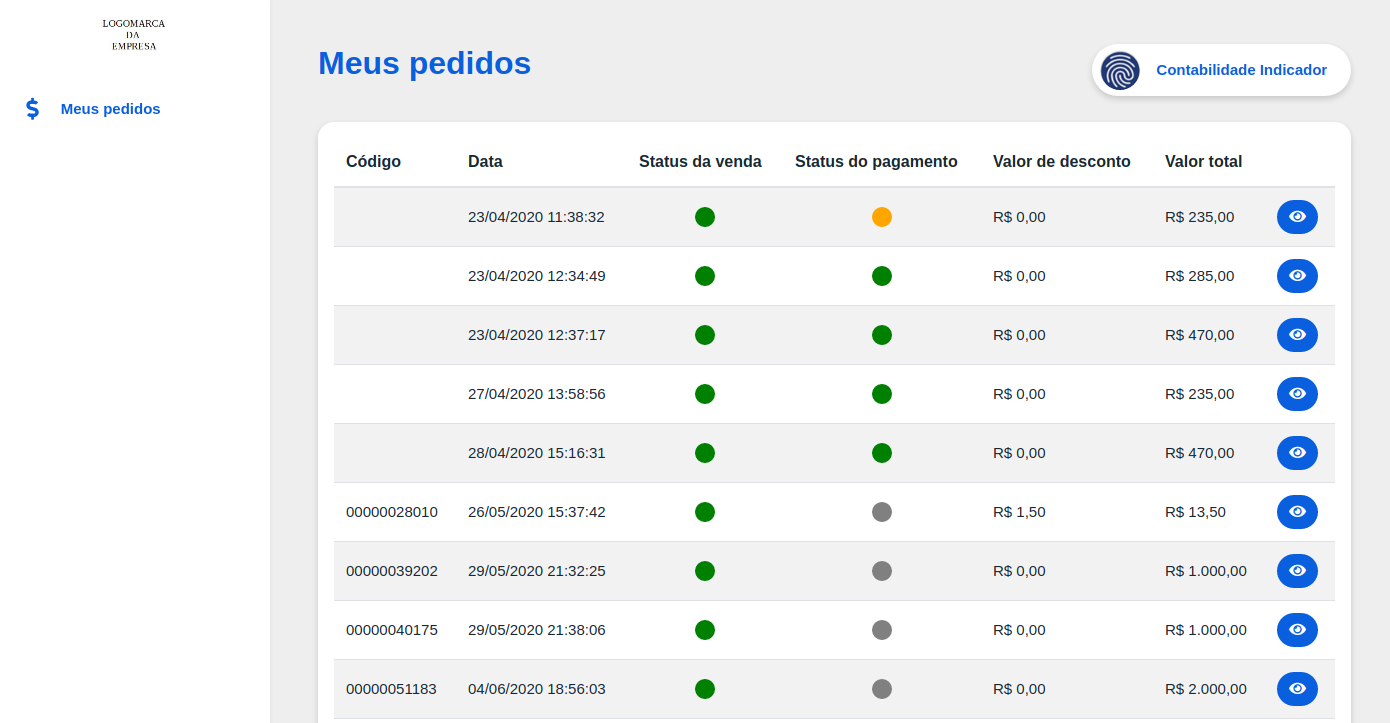 LOGOMARCA
DA
EMPRESA
Meus pedidos
Meus pedidos
Contabilidade Indicador
Código Data Status da venda Status do pagamento Valor de desconto Valor total
23/04/2020 11:38:32 R$ 0,00 R$ 235,00
23/04/2020 12:34:49 R$ 0,00 R$ 285,00
23/04/2020 12:37:17 R$ 0,00 R$ 470,00
27/04/2020 13:58:56 R$ 0,00 R$ 235,00
28/04/2020 15:16:31 R$ 0,00 R$ 470,00
00000028010 26/05/2020 15:37:42 R$ 1,50 R$ 13,50
00000039202 29/05/2020 21:32:25 R$ 0,00 R$ 1.000,00
00000040175 29/05/2020 21:38:06 R$ 0,00 R$ 1.000,00
00000051183 04/06/2020 18:56:03 R$ 0,00 R$ 2.000,00